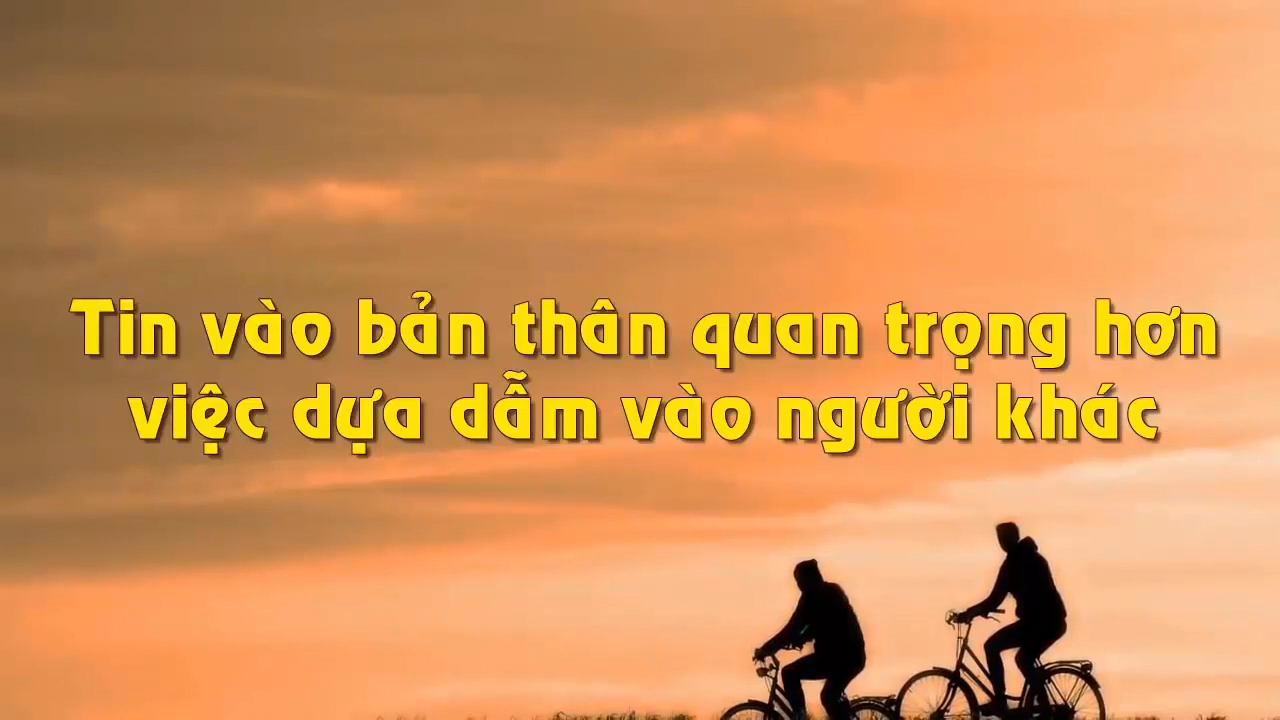 Tin vào bản thân quan trọng hơn
việc dựa dẫm vào người khác